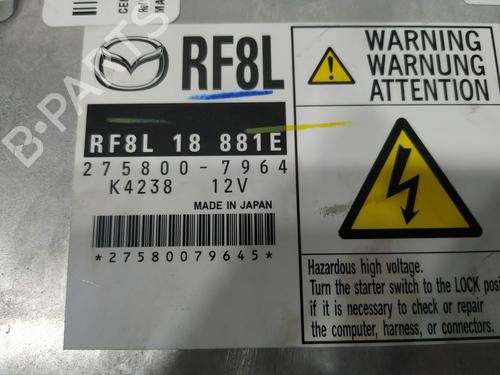 RF8L
RF8L 18 881E
275800-7964
K4238 12V
MADE IN JAPAN
*27580079645*
WARNING
WARNUNG
ATTENTION
Hazardous high voltage.
Turn the starter switch to the LOCK
if it is necessary to check or repair
the computer, harness, or connectors.
B-PARTS